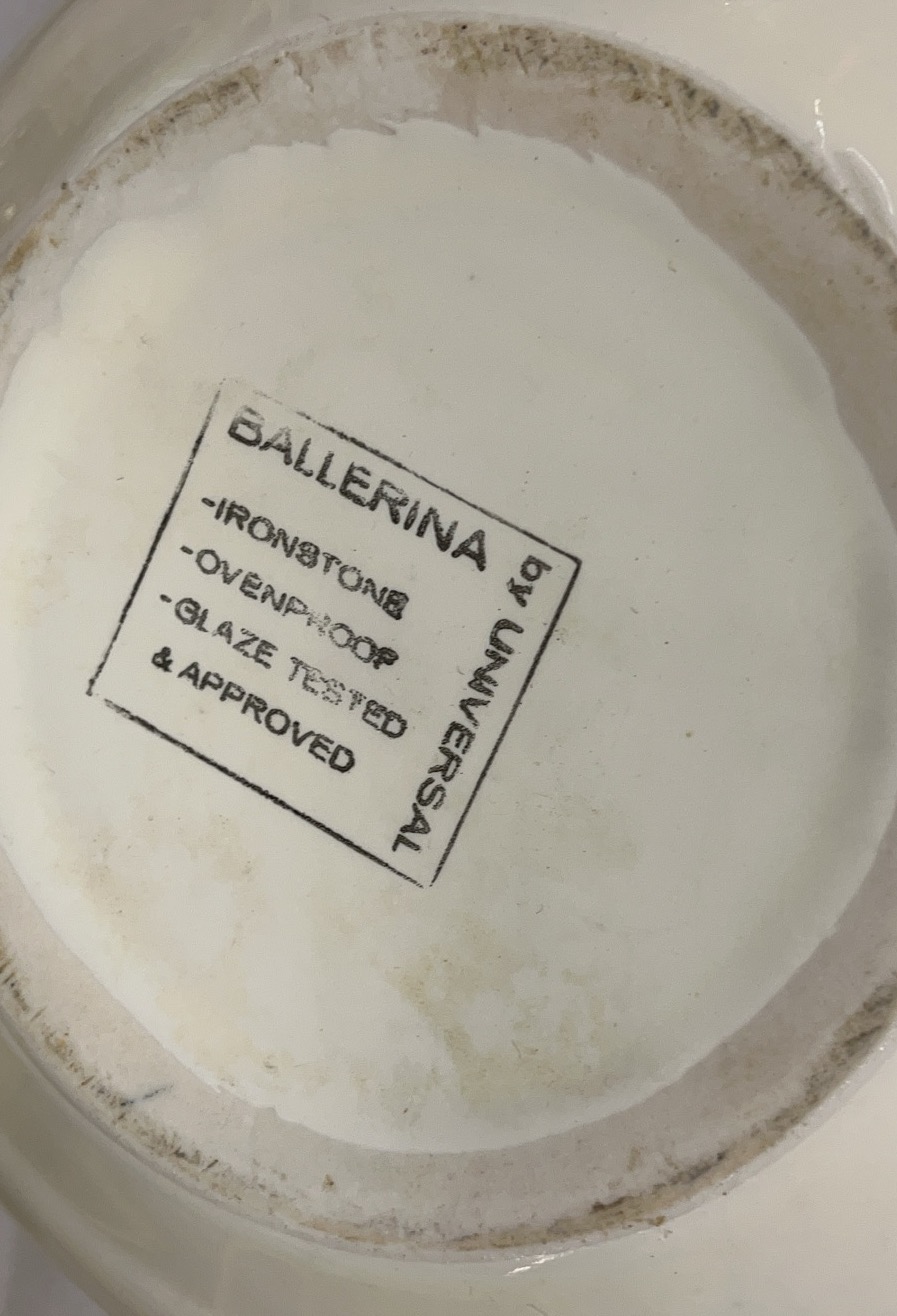 BALLERINA
-IRONSTONE
-OVENPROOF
-GLAZE TESTED
& APPROVED
by UNIVERSAL